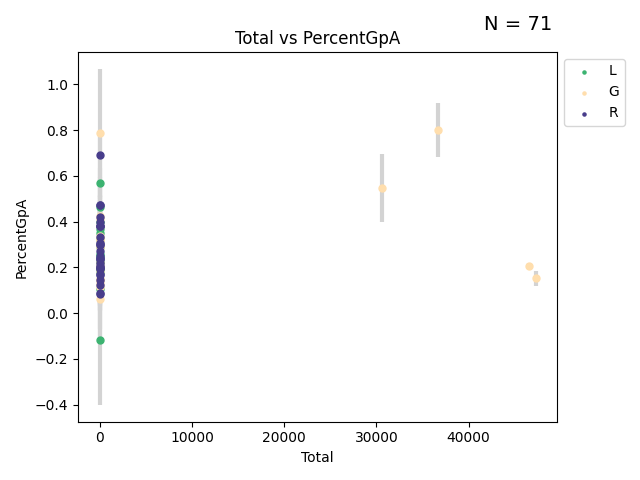 N = 71
Total vs PercentGpA
L
G
R
PercentGpA
1.0
0.8
0.6
0.4
0.2
0.0
−0.2
−0.4
0 10000 20000 30000 40000
Total